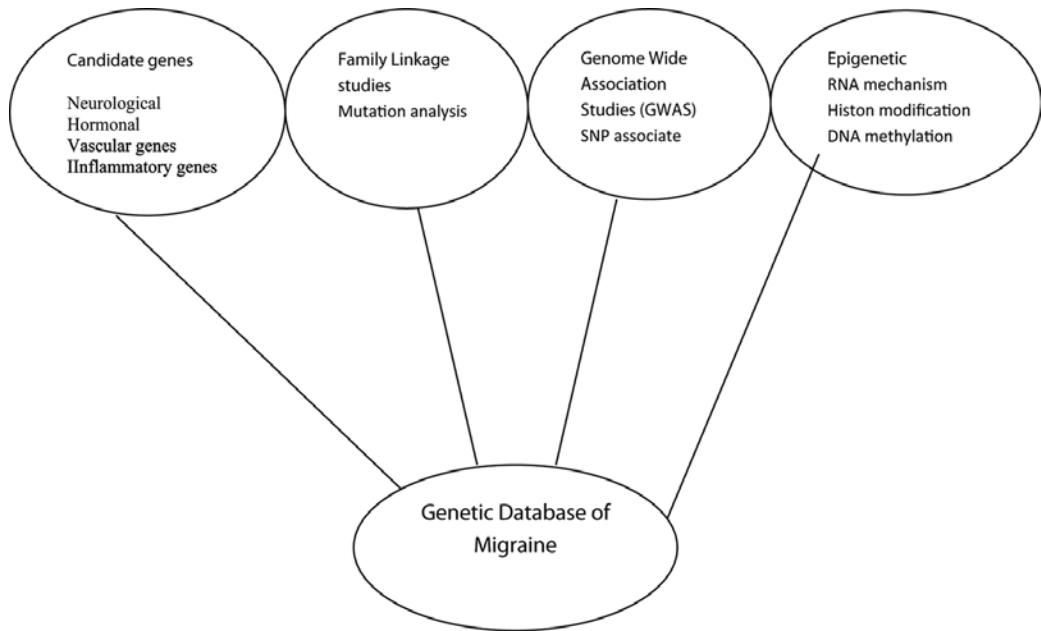 Candidate genes
Neurological
Hormonal
Vascular genes
IInflammatory genes
Family Linkage
studies
Mutation analysis
Genome Wide
Association
Studies (GWAS)
SNP associate
Epigenetic
RNA mechanism
Histon modification
DNA methylation
Genetic Database of
Migraine